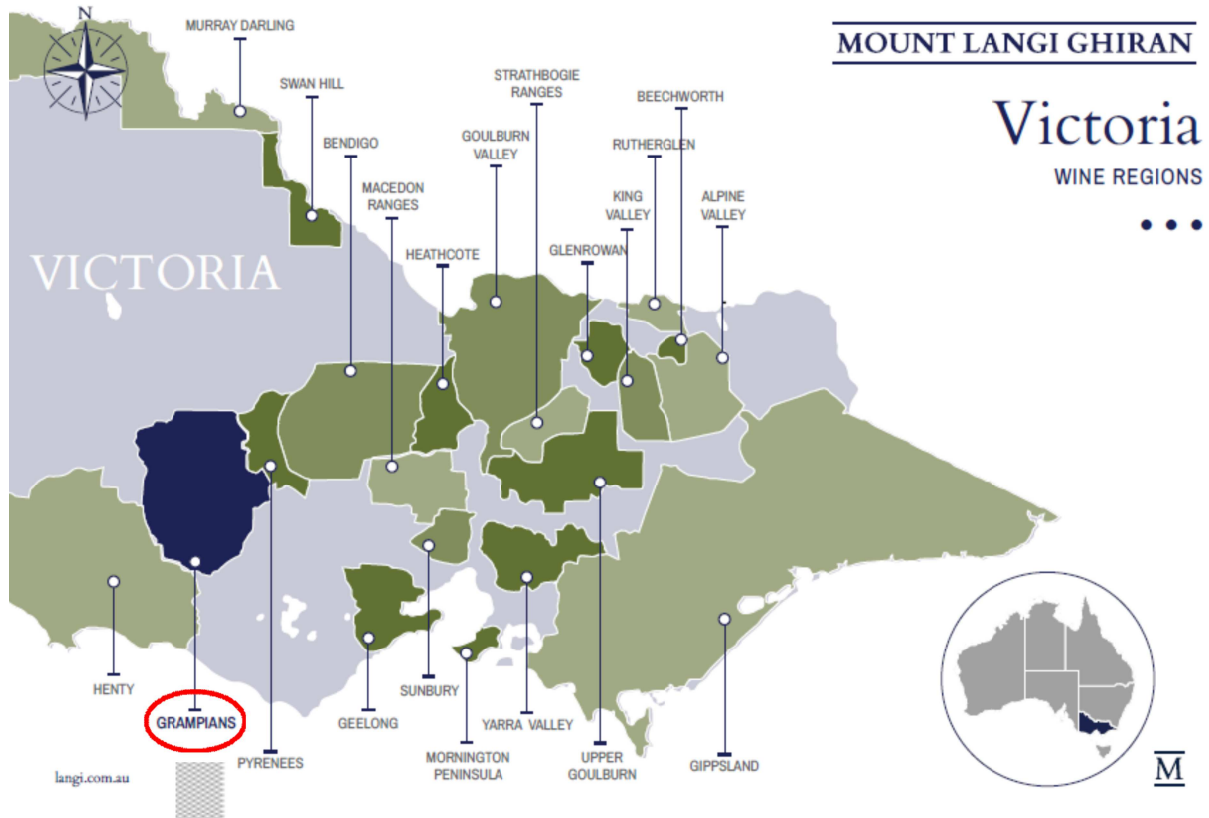 N
MURRAY DARLING
MOUNT LANGI GHIRAN
SWAN HILL
STRATHBOGIE
RANGES
BEECHWORTH
Victoria
BENDIGO
GOULBURN
VALLEY
RUTHERGLEN
WINE REGIONS
MACEDON
RANGES
KING
VALLEY
ALPINE
VALLEY
HEATHCOTE
GLENROWAN
VICTORIA
HENTY
GRAMPIANS
PYRENEES
GEELONG
SUNBURY
MORNINGTON
PENINSULA
YARRA VALLEY
UPPER
GOULBURN
GIPPSLAND
langi.com.au
M